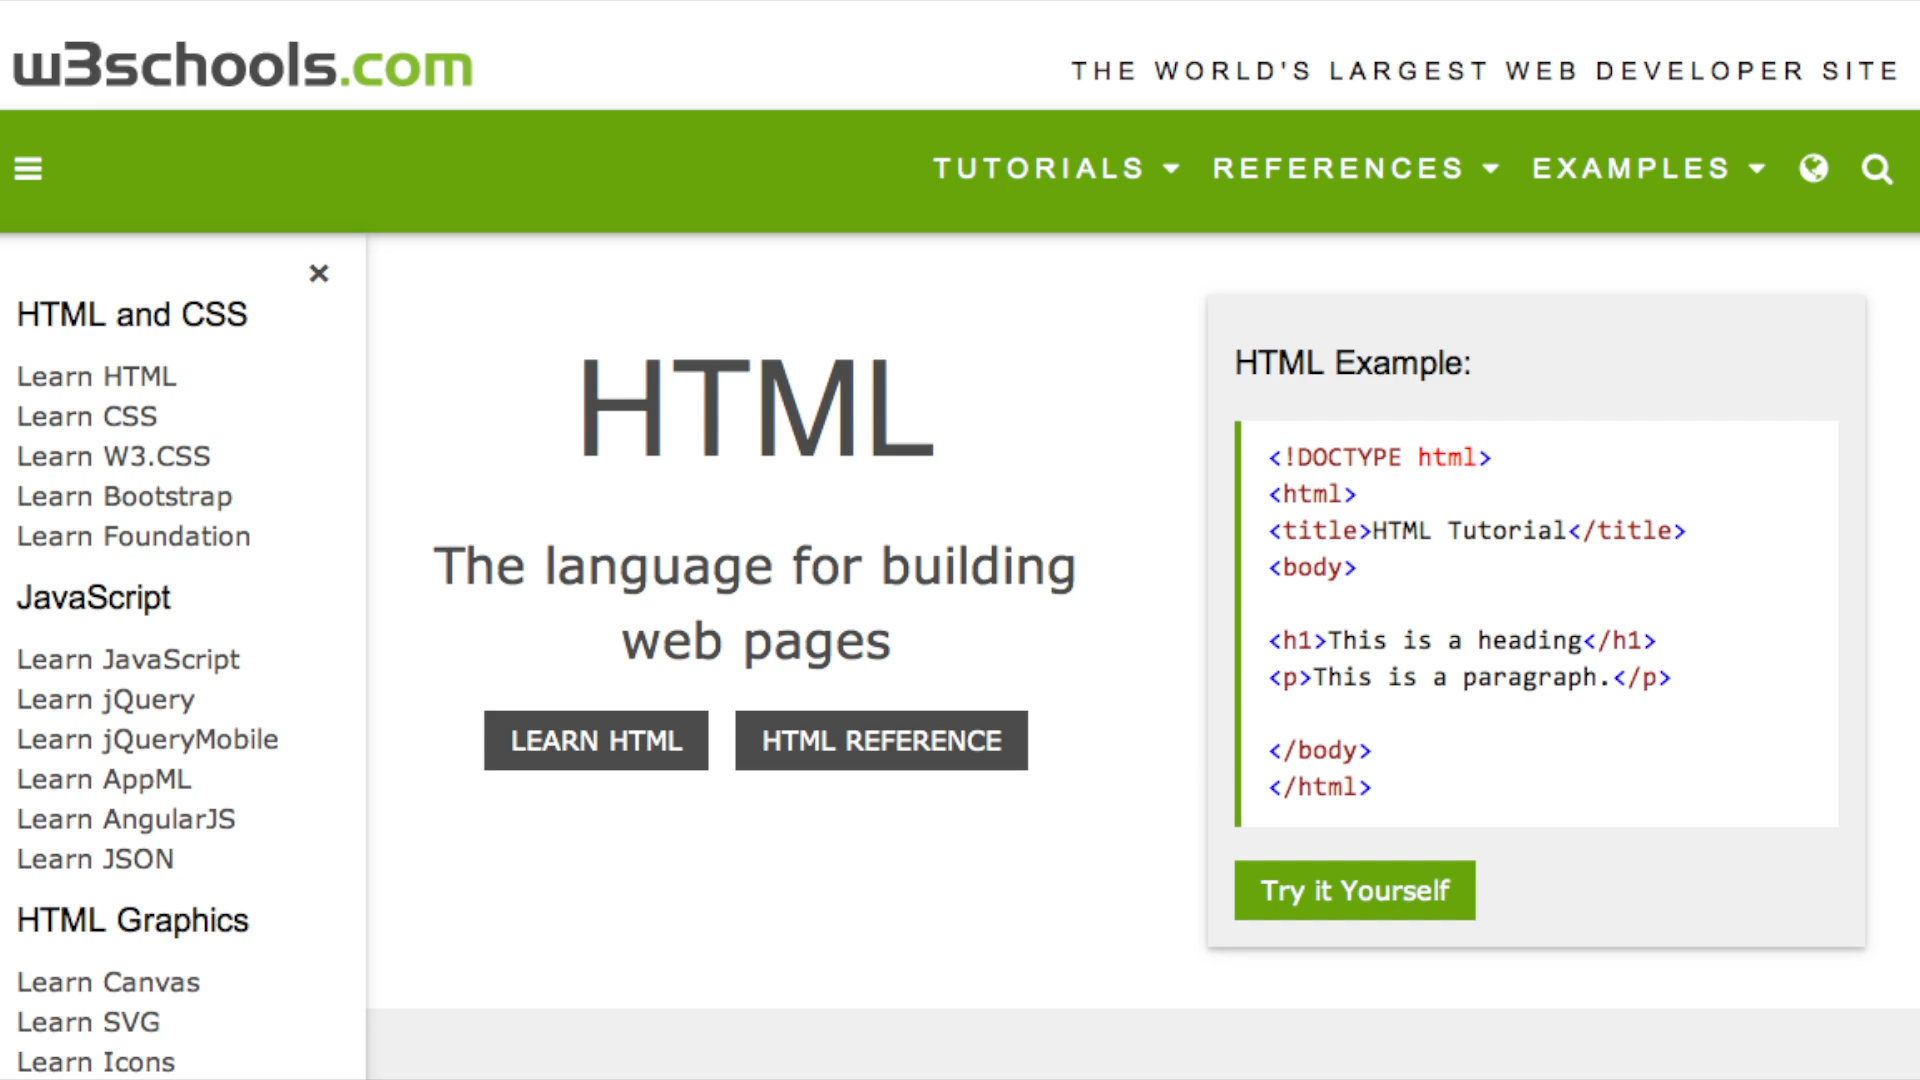 w3schools.com
THE WORLD'S LARGEST WEB DEVELOPER SITE
TUTORIALS REFERENCES EXAMPLES
HTML and CSS
Learn HTML
Learn CSS
Learn W3.CSS
Learn Bootstrap
Learn Foundation
JavaScript
Learn JavaScript
Learn jQuery
Learn jQueryMobile
Learn AppML
Learn AngularJS
Learn JSON
HTML Graphics
Learn Canvas
Learn SVG
Learn Icons
HTML
The language for building
web pages
LEARN HTML HTML REFERENCE
HTML Example:
<!DOCTYPE html>
<html>
<title>HTML Tutorial</title>
<body>
<h1>This is a heading</h1>
<p>This is a paragraph.</p>
</body>
</html>
Try it Yourself